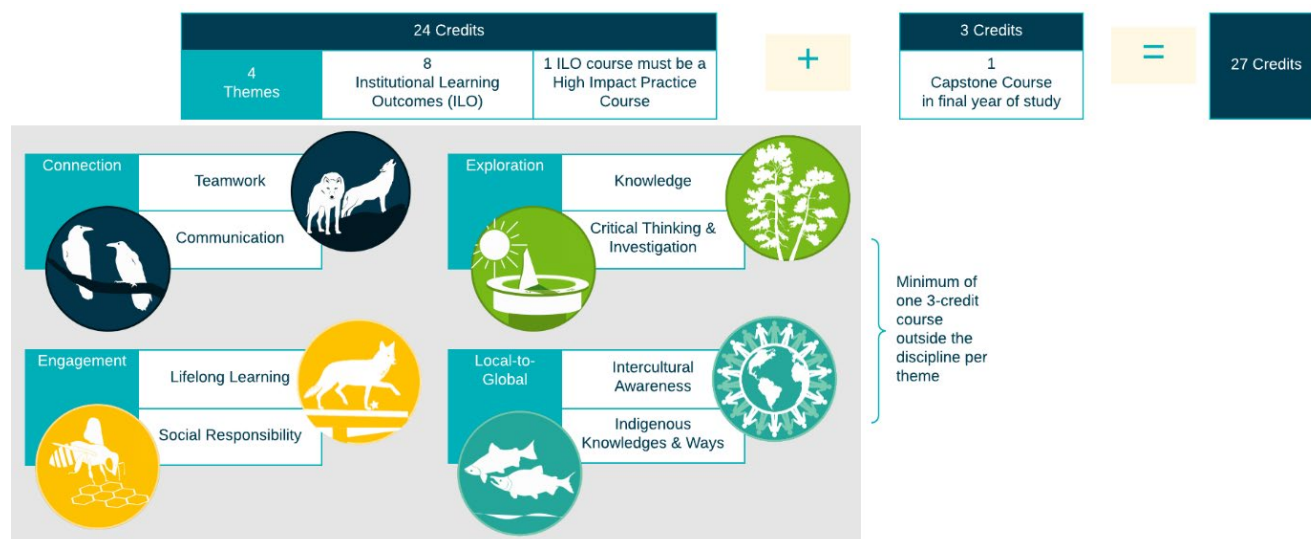 24 Credits
4
Themes
8
Institutional Learning
Outcomes (ILO)
1 ILO course must be a
High Impact Practice
Course
+
3 Credits
1
Capstone Course
in final year of study
=
27 Credits
Connection
Teamwork
Communication
Exploration
Knowledge
Critical Thinking &
Investigation
Engagement
Lifelong Learning
Social Responsibility
Local-to-
Global
Intercultural
Awareness
Indigenous
Knowledges & Ways
Minimum of
one 3-credit
course
outside the
discipline per
theme